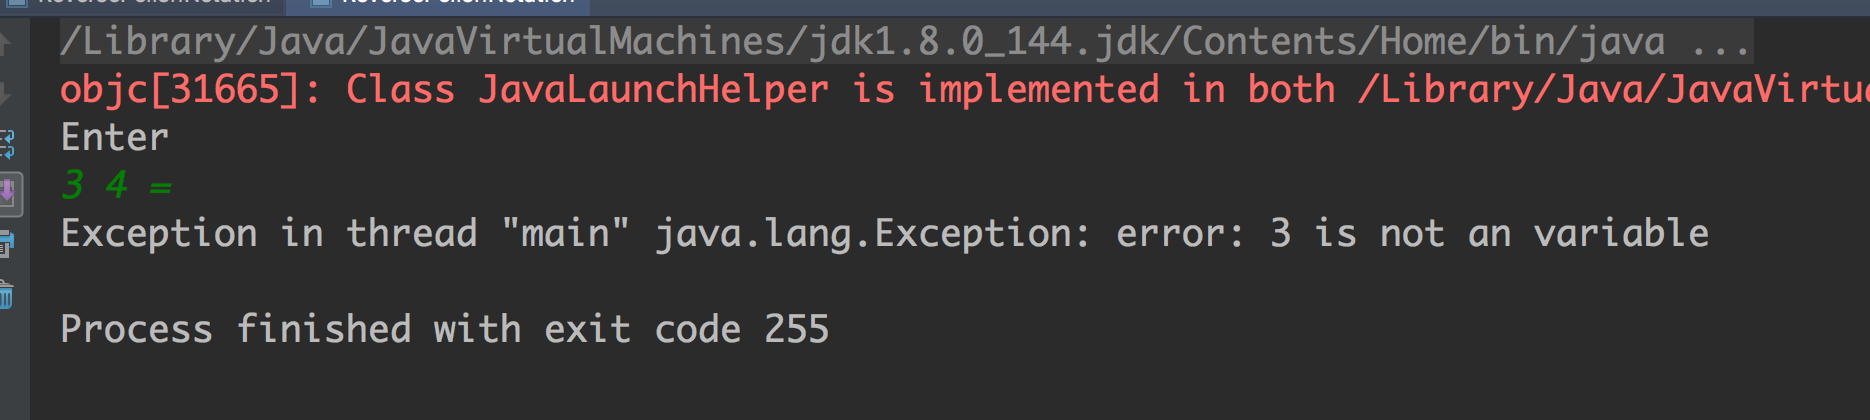 /Library/Java/JavaVirtualMachines/jdk1.8.0_144.jdk/Contents/Home/bin/java ...
objc[31665]: Class JavaLaunchHelper is implemented in both /Library/Java/JavaVirtu
Enter
3 4 =
Exception in thread "main" java.lang.Exception: error: 3 is not an variable
Process finished with exit code 255